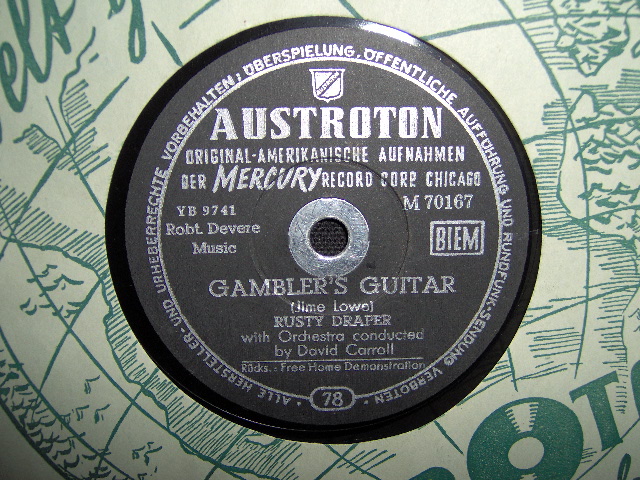 ALLE HERSTELLER- UND URHEBERRECHTE VORBEHALTEN; ÜBERSPIELUNG, ÖFFENTLICHE AUFFÜHRUNG UND RUNDFUNK-SENDUNG VERBOTEN
AUSTROTON
ORIGINAL-AMERIKANISCHE AUFNAHMEN
DER MERCURY RECORD CORP CHICAGO
YB 9741
M 70167
Robt. Devere
Music
BIEM
GAMBLER'S GUITAR
(Jime Lowe)
RUSTY DRAPER
with Orchestra conducted
by David Carroll
Rücks.: Free Home Demonstration
78